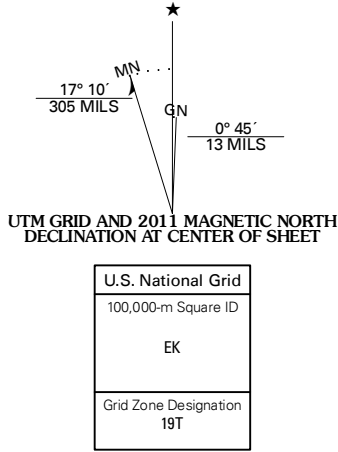 ★
MN
17° 10´
305 MILS
GN
0° 45´
13 MILS
UTM GRID AND 2011 MAGNETIC NORTH
DECLINATION AT CENTER OF SHEET
U.S. National Grid
100,000-m Square ID
EK
Grid Zone Designation
19T